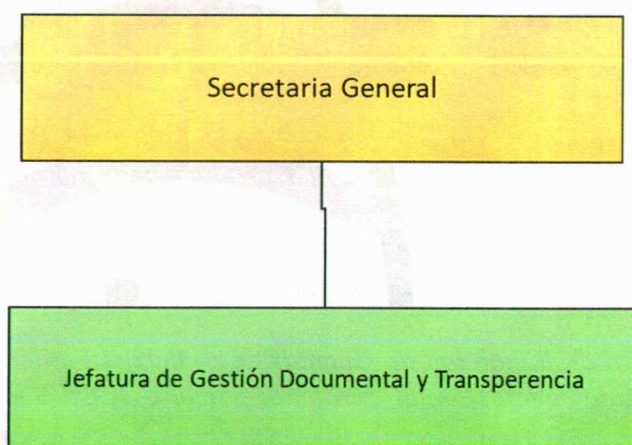 Secretaria General
Jefatura de Gestión Documental y Transperencia